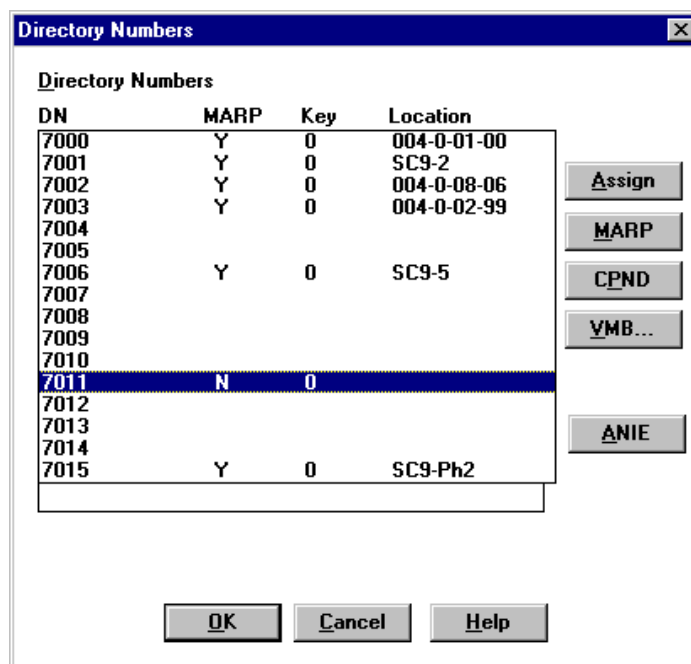 Directory Numbers
Directory Numbers
DN MARP Key Location
7000 Y 0 004-0-01-00
7001 Y 0 SC9-2
7002 Y 0 004-0-08-06
7003 Y 0 004-0-02-99
7004
7005
7006 Y 0 SC9-5
7007
7008
7009
7010
7011 N 0
7012
7013
7014
7015 Y 0 SC9-Ph2
Assign
MARP
CPND
VMB...
ANIE
OK Cancel Help